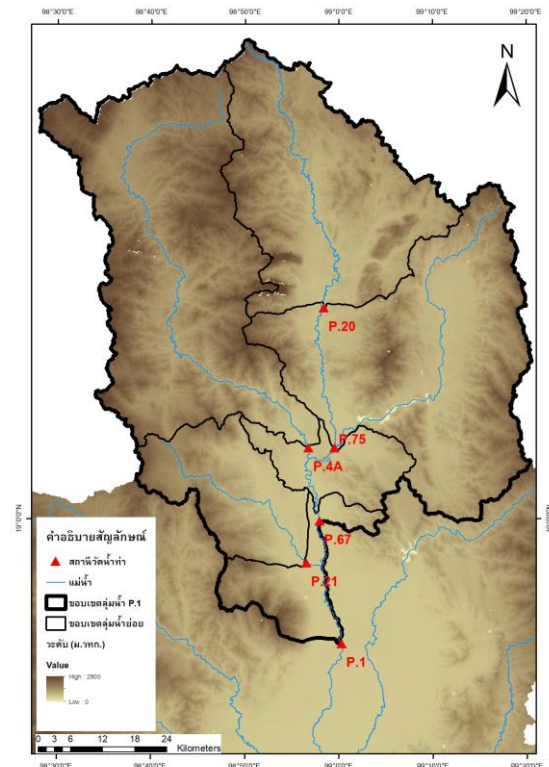 98°30'0"E 98°40'0"E 98°50'0"E 99°0'0"E 99°10'0"E 99°20'0"E
N
P.20
P.75
P.4A
19°0'0"N
P.67
P.21
P.1
คำอธิบายสัญลักษณ์
สถานีวัดน้ำท่า
แม่น้ำ
ขอบเขตลุ่มน้ำ P.1
ขอบเขตลุ่มน้ำย่อย
ระดับ (ม.รทก.)
Value
High : 2800
Low : 0
0 3 6 12 18 24
Kilometers
98°30'0"E 98°40'0"E 98°50'0"E 99°0'0"E 99°10'0"E 99°20'0"E